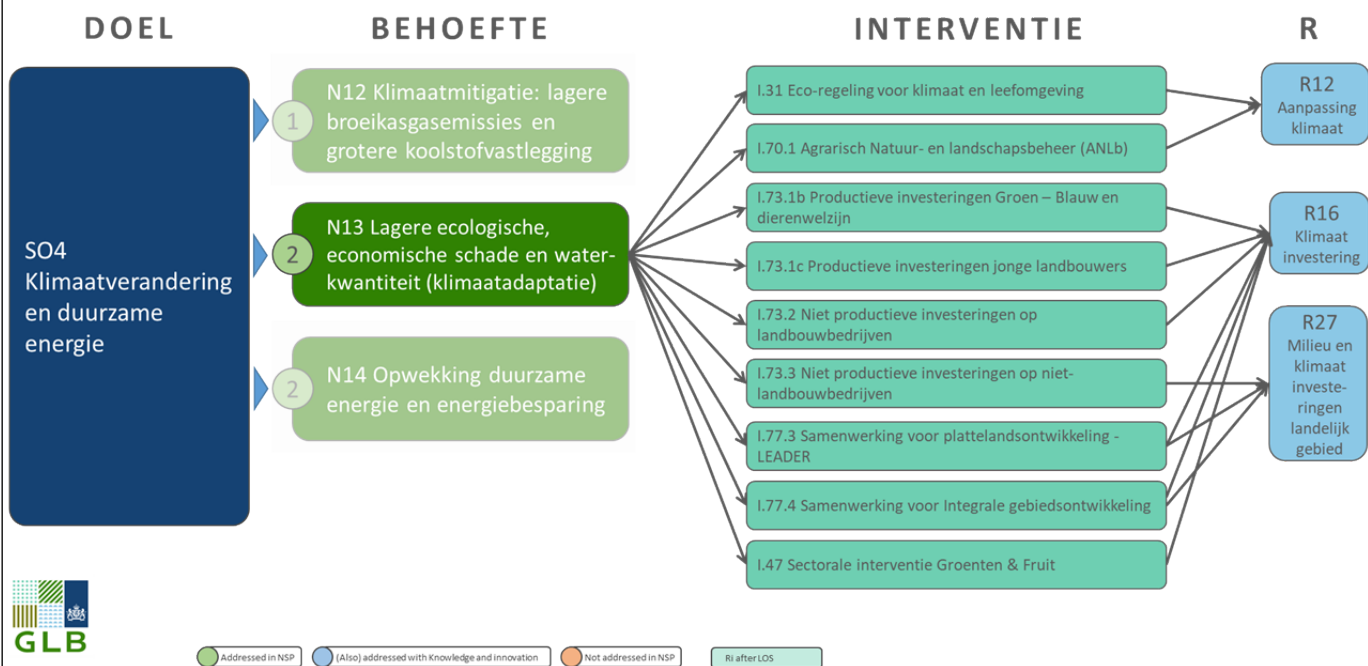 DOEL
BEHOEFTE
INTERVENTIE
R
SO4
Klimaatverandering
en duurzame
energie
1
N12 Klimaatmitigatie: lagere
broeikasgasemissies en
grotere koolstofvastlegging
2
N13 Lagere ecologische,
economische schade en water-
kwantiteit (klimaatadaptatie)
2
N14 Opwekking duurzame
energie en energiebesparing
I.31 Eco-regeling voor klimaat en leefomgeving
I.70.1 Agrarisch Natuur- en landschapsbeheer (ANLb)
I.73.1b Productieve investeringen Groen – Blauw en
dierenwelzijn
I.73.1c Productieve investeringen jonge landbouwers
I.73.2 Niet productieve investeringen op
landbouwbedrijven
I.73.3 Niet productieve investeringen op niet-
landbouwbedrijven
I.77.3 Samenwerking voor plattelandsontwikkeling -
LEADER
I.77.4 Samenwerking voor Integrale gebiedsontwikkeling
I.47 Sectorale interventie Groenten & Fruit
R12
Aanpassing
klimaat
R16
Klimaat
investering
R27
Milieu en
klimaat
investe-
ringen
landelijk
gebied
GLB
Addressed in NSP
(Also) addressed with Knowledge and innovation
Not addressed in NSP
Ri after LOS